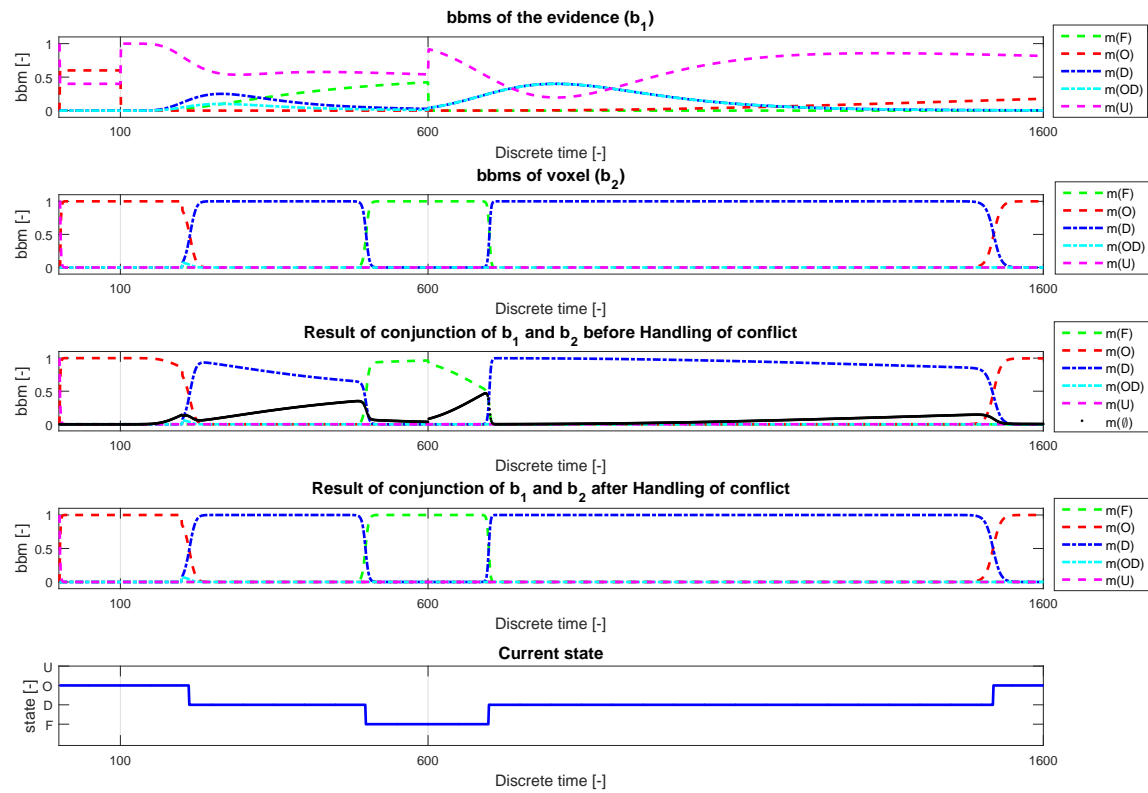 bbms of the evidence (b1)
bbm [-]
1
0.5
0
100
600
1600
Discrete time [-]
m(F)
m(O)
m(D)
m(OD)
m(U)
bbms of voxel (b2)
bbm [-]
1
0.5
0
100
600
1600
Discrete time [-]
m(F)
m(O)
m(D)
m(OD)
m(U)
Result of conjunction of b1 and b2 before Handling of conflict
bbm [-]
1
0.5
0
100
600
1600
Discrete time [-]
m(F)
m(O)
m(D)
m(OD)
m(U)
m(∅)
Result of conjunction of b1 and b2 after Handling of conflict
bbm [-]
1
0.5
0
100
600
1600
Discrete time [-]
m(F)
m(O)
m(D)
m(OD)
m(U)
Current state
state [-]
U
O
D
F
100
600
1600
Discrete time [-]